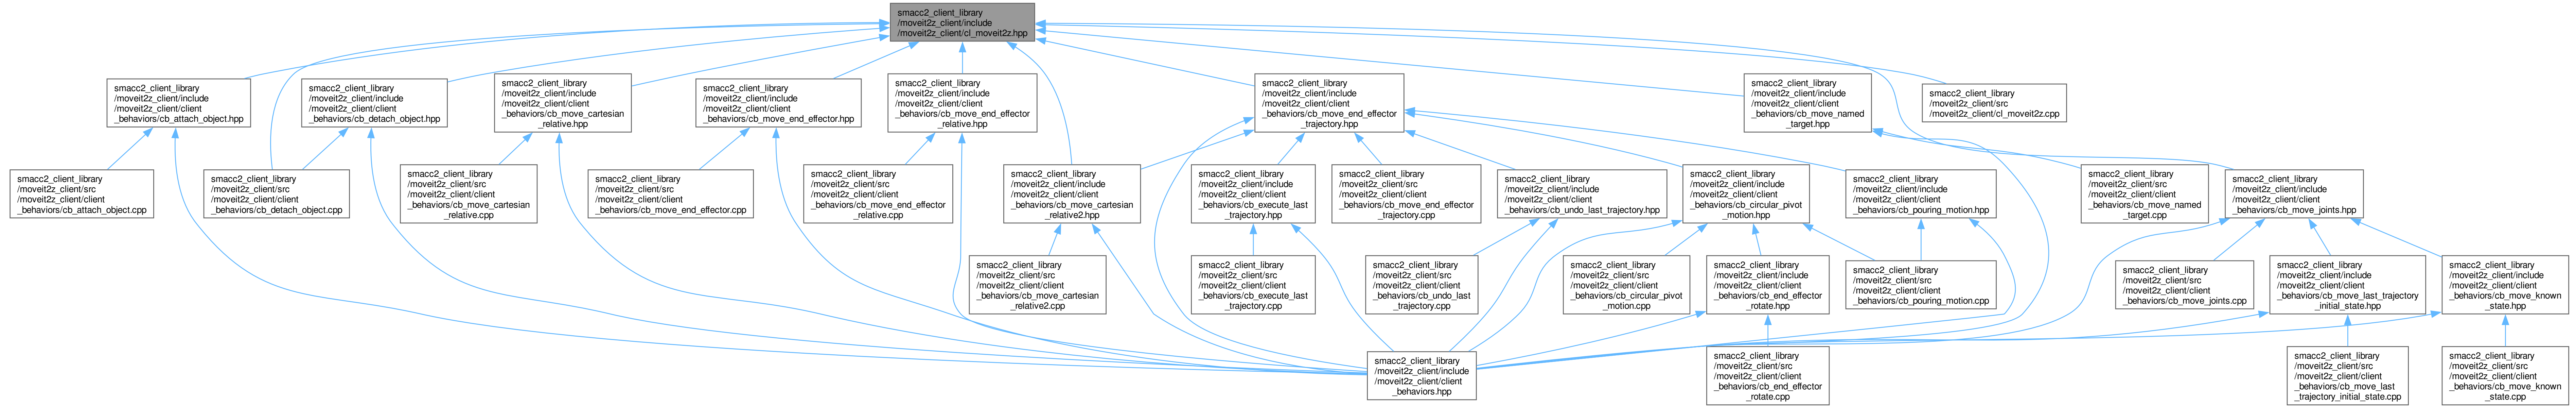 smacc2_client_library
/moveit2z_client/include
/moveit2z_client/cl_moveit2z.hpp
smacc2_client_library
/moveit2z_client/include
/moveit2z_client/client
_behaviors/cb_attach_object.hpp
smacc2_client_library
/moveit2z_client/include
/moveit2z_client/client
_behaviors/cb_detach_object.hpp
smacc2_client_library
/moveit2z_client/include
/moveit2z_client/client
_behaviors/cb_move_cartesian
_relative.hpp
smacc2_client_library
/moveit2z_client/include
/moveit2z_client/client
_behaviors/cb_move_end_effector.hpp
smacc2_client_library
/moveit2z_client/include
/moveit2z_client/client
_behaviors/cb_move_end_effector
_relative.hpp
smacc2_client_library
/moveit2z_client/include
/moveit2z_client/client
_behaviors/cb_move_end_effector
_trajectory.hpp
smacc2_client_library
/moveit2z_client/include
/moveit2z_client/client
_behaviors/cb_move_named
_target.hpp
smacc2_client_library
/moveit2z_client/src
/moveit2z_client/cl_moveit2z.cpp
smacc2_client_library
/moveit2z_client/src
/moveit2z_client/client
_behaviors/cb_attach_object.cpp
smacc2_client_library
/moveit2z_client/src
/moveit2z_client/client
_behaviors/cb_detach_object.cpp
smacc2_client_library
/moveit2z_client/src
/moveit2z_client/client
_behaviors/cb_move_cartesian
_relative.cpp
smacc2_client_library
/moveit2z_client/src
/moveit2z_client/client
_behaviors/cb_move_end_effector.cpp
smacc2_client_library
/moveit2z_client/src
/moveit2z_client/client
_behaviors/cb_move_end_effector
_relative.cpp
smacc2_client_library
/moveit2z_client/include
/moveit2z_client/client
_behaviors/cb_move_cartesian
_relative2.hpp
smacc2_client_library
/moveit2z_client/include
/moveit2z_client/client
_behaviors/cb_execute_last
_trajectory.hpp
smacc2_client_library
/moveit2z_client/src
/moveit2z_client/client
_behaviors/cb_move_end_effector
_trajectory.cpp
smacc2_client_library
/moveit2z_client/include
/moveit2z_client/client
_behaviors/cb_undo_last_trajectory.hpp
smacc2_client_library
/moveit2z_client/include
/moveit2z_client/client
_behaviors/cb_circular_pivot
_motion.hpp
smacc2_client_library
/moveit2z_client/include
/moveit2z_client/client
_behaviors/cb_pouring_motion.hpp
smacc2_client_library
/moveit2z_client/src
/moveit2z_client/client
_behaviors/cb_move_named
_target.cpp
smacc2_client_library
/moveit2z_client/include
/moveit2z_client/client
_behaviors/cb_move_joints.hpp
smacc2_client_library
/moveit2z_client/src
/moveit2z_client/client
_behaviors/cb_move_cartesian
_relative2.cpp
smacc2_client_library
/moveit2z_client/src
/moveit2z_client/client
_behaviors/cb_execute_last
_trajectory.cpp
smacc2_client_library
/moveit2z_client/src
/moveit2z_client/client
_behaviors/cb_undo_last
_trajectory.cpp
smacc2_client_library
/moveit2z_client/src
/moveit2z_client/client
_behaviors/cb_circular_pivot
_motion.cpp
smacc2_client_library
/moveit2z_client/include
/moveit2z_client/client
_behaviors/cb_end_effector
_rotate.hpp
smacc2_client_library
/moveit2z_client/src
/moveit2z_client/client
_behaviors/cb_pouring_motion.cpp
smacc2_client_library
/moveit2z_client/src
/moveit2z_client/client
_behaviors/cb_move_joints.cpp
smacc2_client_library
/moveit2z_client/include
/moveit2z_client/client
_behaviors/cb_move_last_trajectory
_initial_state.hpp
smacc2_client_library
/moveit2z_client/include
/moveit2z_client/client
_behaviors/cb_move_known
_state.hpp
smacc2_client_library
/moveit2z_client/include
/moveit2z_client/client
_behaviors.hpp
smacc2_client_library
/moveit2z_client/src
/moveit2z_client/client
_behaviors/cb_end_effector
_rotate.cpp
smacc2_client_library
/moveit2z_client/src
/moveit2z_client/client
_behaviors/cb_move_last
_trajectory_initial_state.cpp
smacc2_client_library
/moveit2z_client/src
/moveit2z_client/client
_behaviors/cb_move_known
_state.cpp